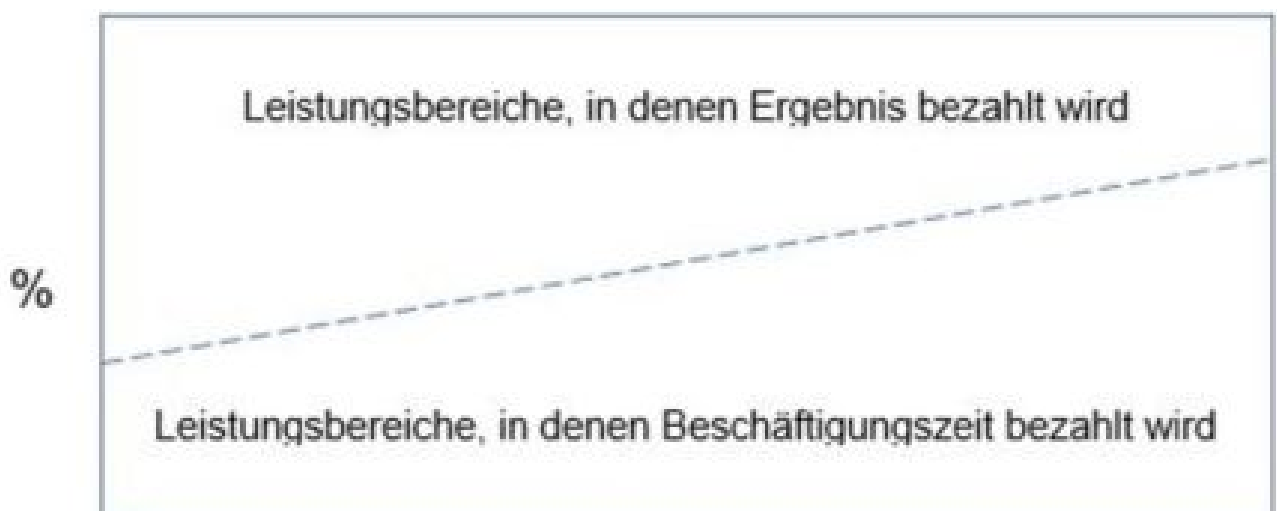 Leistungsbereiche, in denen Ergebnis bezahlt wird
%
Leistungsbereiche, in denen Beschäftigungszeit bezahlt wird